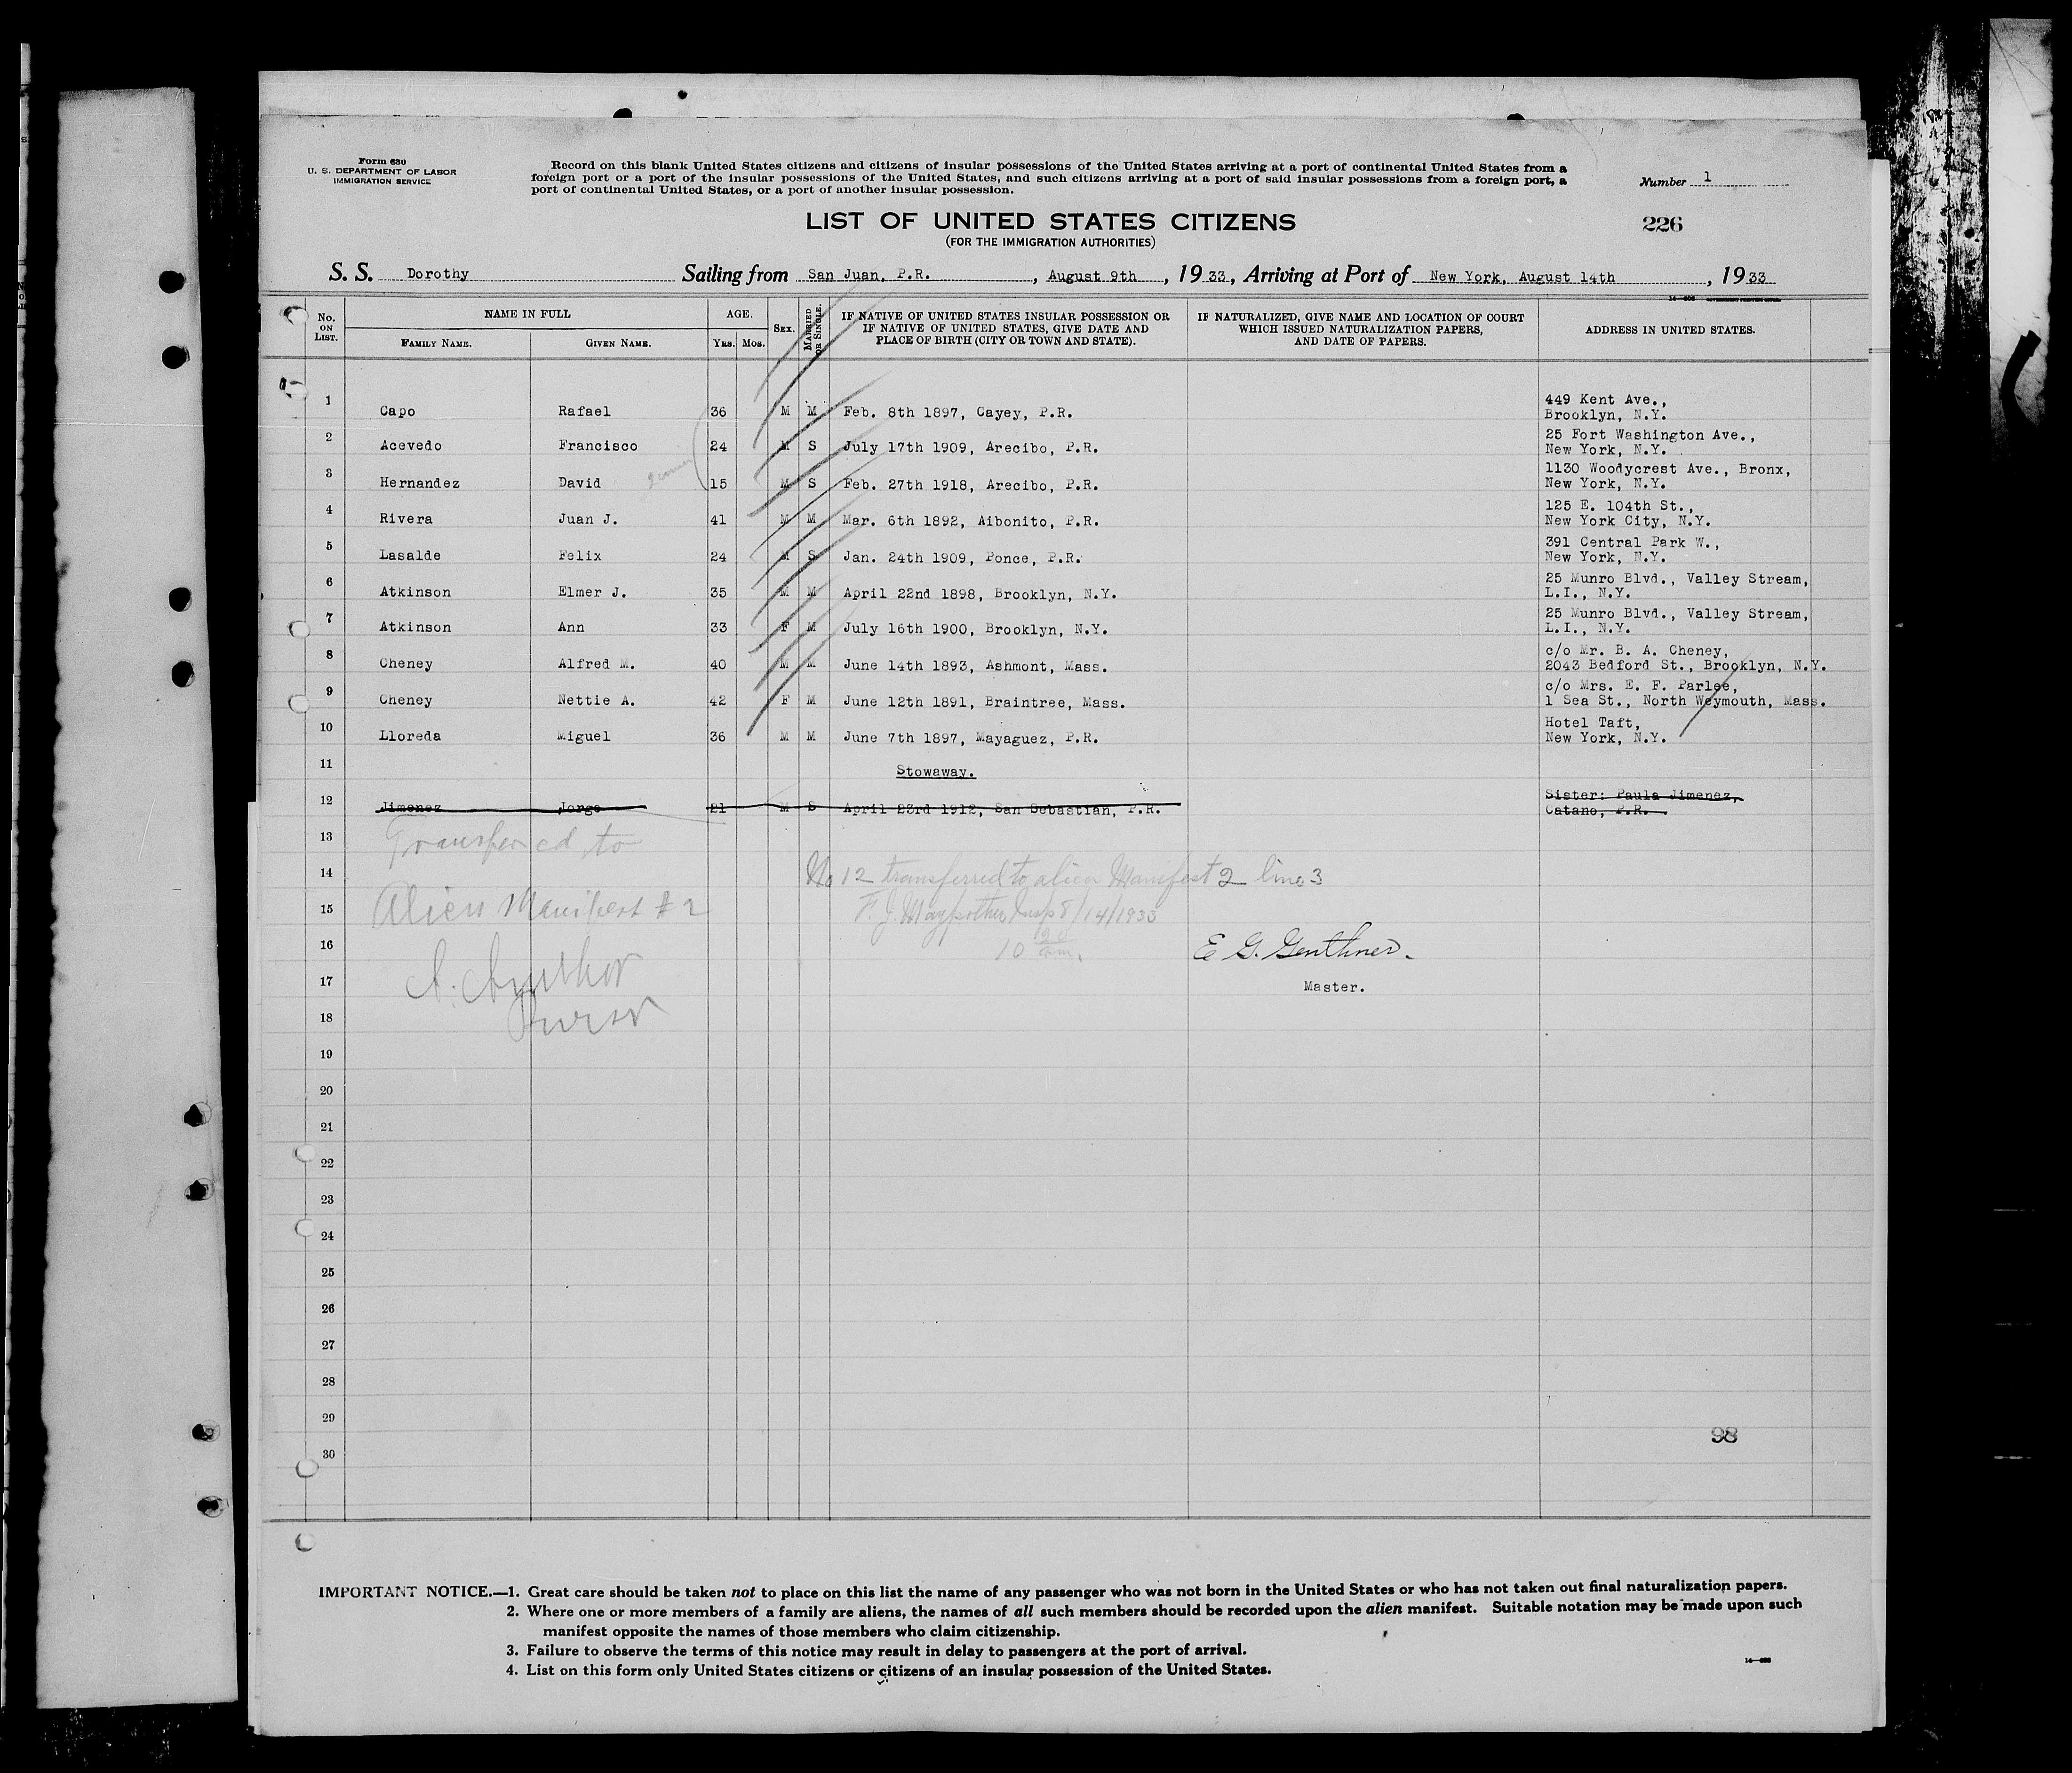 Form 630
U. S. DEPARTMENT OF LABOR
IMMIGRATION SERVICE
Record on this blank United States citizens and citizens of insular possessions of the United States arriving at a port of continental United States from a
foreign port or a port of the insular possessions of the United States, and such citizens arriving at a port of said insular possessions from a foreign port, a
port of continental United States, or a port of another insular possession.
Number 1
LIST OF UNITED STATES CITIZENS
226
(FOR THE IMMIGRATION AUTHORITIES)
S. S. Dorothy Sailing from San Juan, P.R. , August 9th , 1933, Arriving at Port of New York, August 14th , 1933
No. ON LIST. NAME IN FULL FAMILY NAME. GIVEN NAME. AGE. YRS. MOS. SEX. MARRIED OR SINGLE. IF NATIVE OF UNITED STATES INSULAR POSSESSION OR IF NATIVE OF UNITED STATES, GIVE DATE AND PLACE OF BIRTH (CITY OR TOWN AND STATE). IF NATURALIZED, GIVE NAME AND LOCATION OF COURT WHICH ISSUED NATURALIZATION PAPERS, AND DATE OF PAPERS. ADDRESS IN UNITED STATES.
1 Capo Rafael 36 M M Feb. 8th 1897, Cayey, P.R. 449 Kent Ave., Brooklyn, N.Y.
2 Acevedo Francisco 24 M S July 17th 1909, Arecibo, P.R. 25 Fort Washington Ave., New York, N.Y.
3 Hernandez David 15 M S Feb. 27th 1918, Arecibo, P.R. 1130 Woodycrest Ave., Bronx, New York, N.Y.
4 Rivera Juan J. 41 M M Mar. 6th 1892, Aibonito, P.R. 125 E. 104th St., New York City, N.Y.
5 Lasalde Felix 24 M S Jan. 24th 1909, Ponce, P.R. 391 Central Park W., New York, N.Y.
6 Atkinson Elmer J. 35 M M April 22nd 1898, Brooklyn, N.Y. 25 Munro Blvd., Valley Stream, L.I., N.Y.
7 Atkinson Ann 33 F M July 16th 1900, Brooklyn, N.Y. 25 Munro Blvd., Valley Stream, L.I., N.Y.
8 Cheney Alfred M. 40 M M June 14th 1893, Ashmont, Mass. c/o Mr. B. A. Cheney, 2043 Bedford St., Brooklyn, N.Y.
9 Cheney Nettie A. 42 F M June 12th 1891, Braintree, Mass. c/o Mrs. E. F. Parlee, 1 Sea St., North Weymouth, Mass.
10 Lloreda Miguel 36 M M June 7th 1897, Mayaguez, P.R. Hotel Taft, New York, N.Y.
11 Stowaway.
12 Jimenez Jorge 21 M S April 23rd 1912, San Sebastian, P.R. Sister: Paula Jimenez, Catano, P.R.
13 Transferred to
14 No 12 transferred to alien Manifest 2 line 3
15 Alien Manifest # 2 F. J. Insp 8/14/1933
16 10 E G. Genthner.
17 Master.
Purser
18
19
20
21
22
23
24
25
26
27
28
29
98
30
IMPORTANT NOTICE.—1. Great care should be taken not to place on this list the name of any passenger who was not born in the United States or who has not taken out final naturalization papers.
2. Where one or more members of a family are aliens, the names of all such members should be recorded upon the alien manifest. Suitable notation may be made upon such
manifest opposite the names of those members who claim citizenship.
3. Failure to observe the terms of this notice may result in delay to passengers at the port of arrival.
4. List on this form only United States citizens or citizens of an insular possession of the United States.